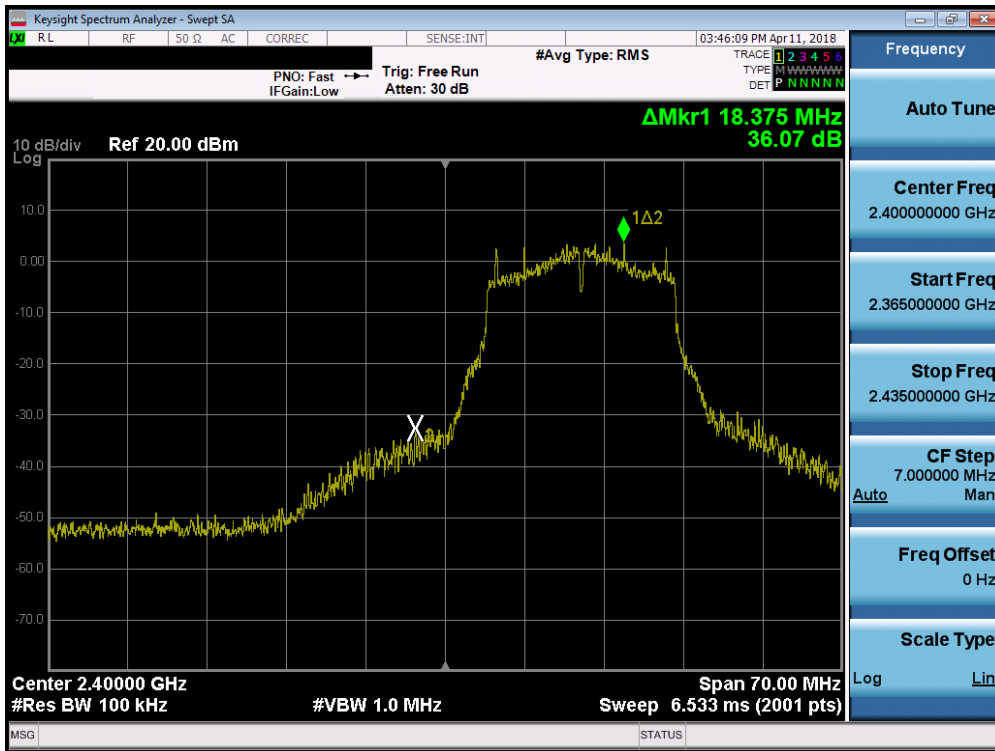 Keysight Spectrum Analyzer - Swept SA
LXI RL RF 50 Ω AC CORREC SENSE:INT 03:46:09 PM Apr 11, 2018
PNO: Fast
IFGain:Low
Trig: Free Run
Atten: 30 dB
#Avg Type: RMS
TRACE 1 2 3 4 5 6
TYPE M WWWWW
DET P N N N N N
ΔMkr1 18.375 MHz
36.07 dB
10 dB/div
Log
Ref 20.00 dBm
10.0
0.00
-10.0
-20.0
-30.0
-40.0
-50.0
-60.0
-70.0
1Δ2
X2
Center 2.40000 GHz
#Res BW 100 kHz
#VBW 1.0 MHz
Span 70.00 MHz
Sweep 6.533 ms (2001 pts)
MSG
STATUS
Frequency
Auto Tune
Center Freq
2.400000000 GHz
Start Freq
2.365000000 GHz
Stop Freq
2.435000000 GHz
CF Step
7.000000 MHz
Auto Man
Freq Offset
0 Hz
Scale Type
Log Lin